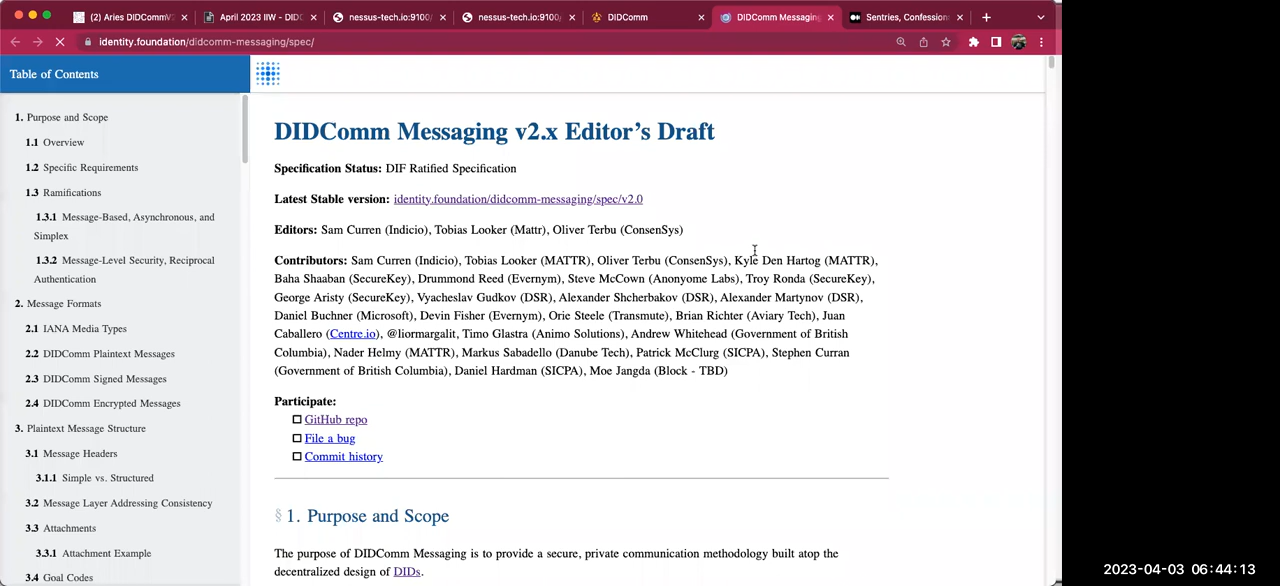 (2) Aries DIDCommV
April 2023 IIW - DID
nessus-tech.io:9100/
nessus-tech.io:9100/
DIDComm
DIDComm Messaging
Sentries, Confession
identity.foundation/didcomm-messaging/spec/
Table of Contents
1. Purpose and Scope
1.1 Overview
1.2 Specific Requirements
1.3 Ramifications
1.3.1 Message-Based, Asynchronous, and
Simplex
1.3.2 Message-Level Security, Reciprocal
Authentication
2. Message Formats
2.1 IANA Media Types
2.2 DIDComm Plaintext Messages
2.3 DIDComm Signed Messages
2.4 DIDComm Encrypted Messages
3. Plaintext Message Structure
3.1 Message Headers
3.1.1 Simple vs. Structured
3.2 Message Layer Addressing Consistency
3.3 Attachments
3.3.1 Attachment Example
3.4 Goal Codes
DIDComm Messaging v2.x Editor’s Draft
Specification Status: DIF Ratified Specification
Latest Stable version: identity.foundation/didcomm-messaging/spec/v2.0
Editors: Sam Curren (Indicio), Tobias Looker (Mattr), Oliver Terbu (ConsenSys)
Contributors: Sam Curren (Indicio), Tobias Looker (MATTR), Oliver Terbu (ConsenSys), Kyle Den Hartog (MATTR),
Baha Shaaban (SecureKey), Drummond Reed (Evernym), Steve McCown (Anonyome Labs), Troy Ronda (SecureKey),
George Aristy (SecureKey), Vyacheslav Gudkov (DSR), Alexander Shcherbakov (DSR), Alexander Martynov (DSR),
Daniel Buchner (Microsoft), Devin Fisher (Evernym), Orie Steele (Transmute), Brian Richter (Aviary Tech), Juan
Caballero (Centre.io), @liormargalit, Timo Glastra (Animo Solutions), Andrew Whitehead (Government of British
Columbia), Nader Helmy (MATTR), Markus Sabadello (Danube Tech), Patrick McClurg (SICPA), Stephen Curran
(Government of British Columbia), Daniel Hardman (SICPA), Moe Jangda (Block - TBD)
Participate:
GitHub repo
File a bug
Commit history
§ 1. Purpose and Scope
The purpose of DIDComm Messaging is to provide a secure, private communication methodology built atop the
decentralized design of DIDs.
2023-04-03 06:44:13